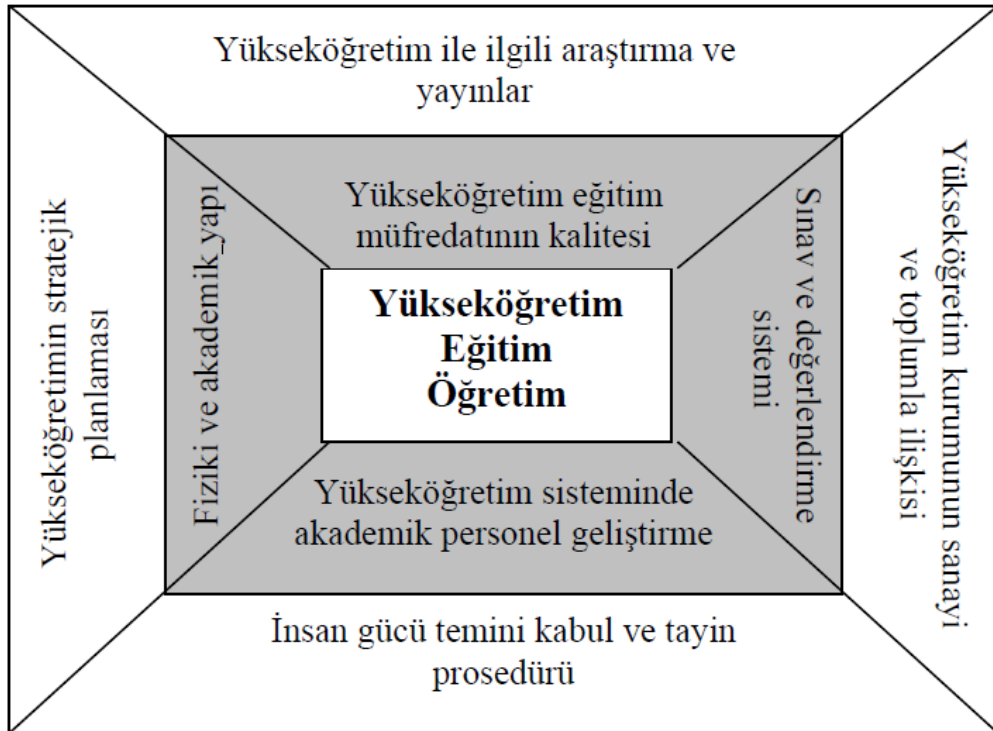 Yükseköğretim ile ilgili araştırma ve
yayınlar
Yükseköğretimin stratejik
planlaması
Fiziki ve akademik_yapı
Yükseköğretim eğitim
müfredatının kalitesi
Yükseköğretim
Eğitim
Öğretim
Sınav ve değerlendirme
sistemi
Yükseköğretim kurumunun sanayi
ve toplumla ilişkisi
Yükseköğretim sisteminde
akademik personel geliştirme
İnsan gücü temini kabul ve tayin
prosedürü